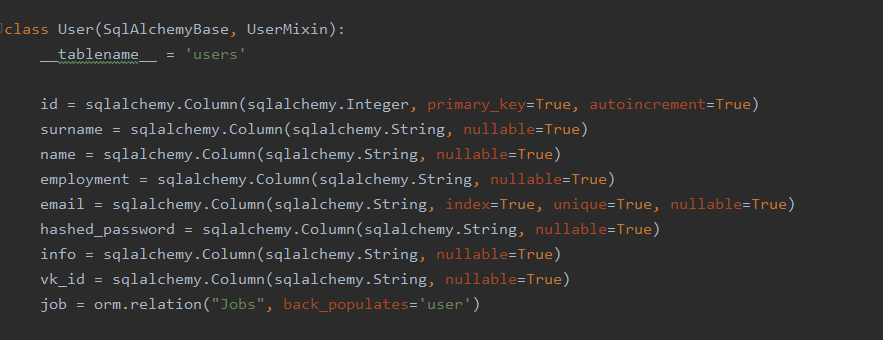 class User(SqlAlchemyBase, UserMixin):
    __tablename__ = 'users'

    id = sqlalchemy.Column(sqlalchemy.Integer, primary_key=True, autoincrement=True)
    surname = sqlalchemy.Column(sqlalchemy.String, nullable=True)
    name = sqlalchemy.Column(sqlalchemy.String, nullable=True)
    employment = sqlalchemy.Column(sqlalchemy.String, nullable=True)
    email = sqlalchemy.Column(sqlalchemy.String, index=True, unique=True, nullable=True)
    hashed_password = sqlalchemy.Column(sqlalchemy.String, nullable=True)
    info = sqlalchemy.Column(sqlalchemy.String, nullable=True)
    vk_id = sqlalchemy.Column(sqlalchemy.String, nullable=True)
    job = orm.relation("Jobs", back_populates='user')